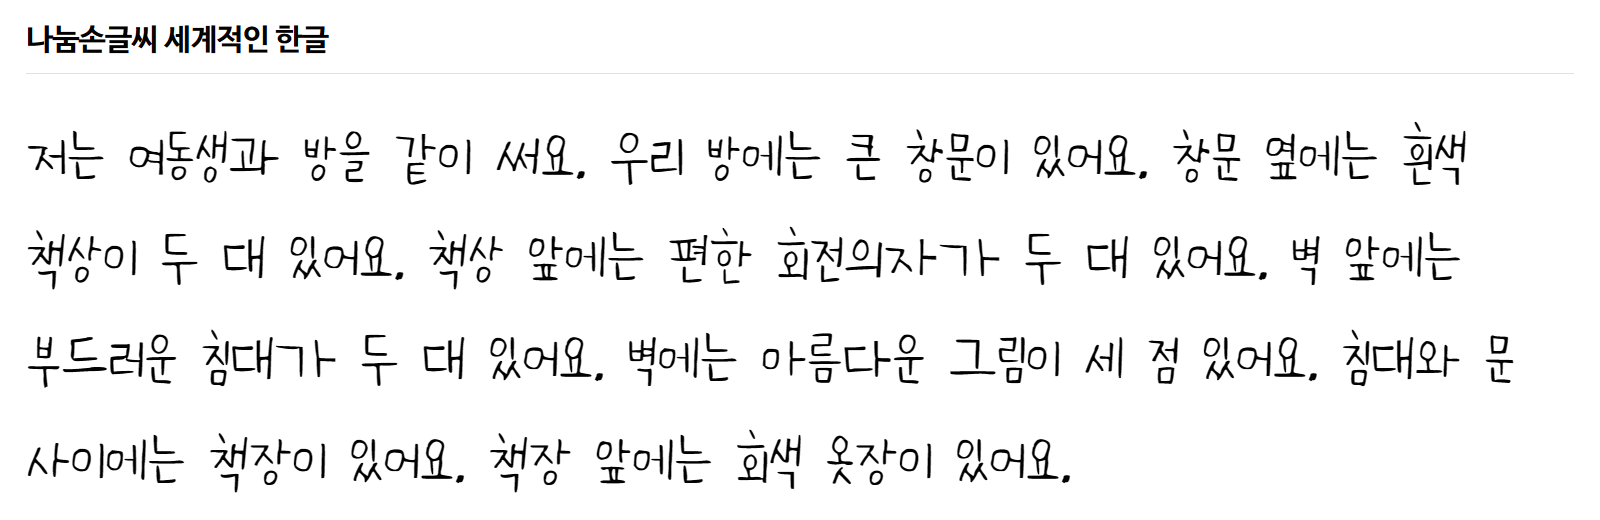 나눔손글씨 세계적인 한글
저는 여동생과 방을 같이 써요. 우리 방에는 큰 창문이 있어요. 창문 옆에는 흰색
책상이 두 대 있어요. 책상 앞에는 편한 회전의자가 두 대 있어요. 벽 앞에는
부드러운 침대가 두 대 있어요. 벽에는 아름다운 그림이 세 점 있어요. 침대와 문
사이에는 책장이 있어요. 책장 앞에는 회색 옷장이 있어요.